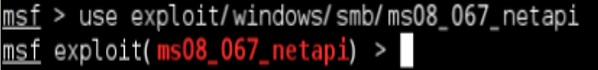 msf > use exploit/windows/smb/ms08_067_netapi
msf exploit(ms08_067_netapi) >